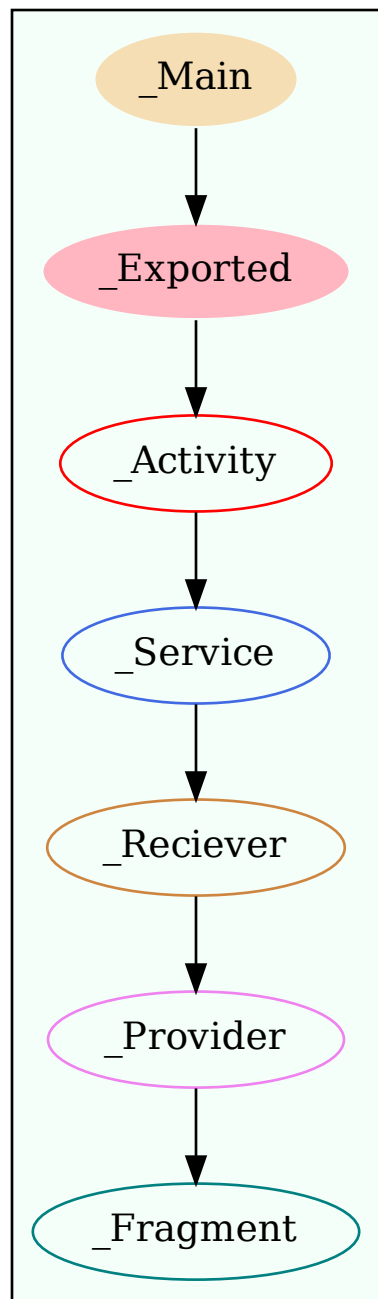 _Main
_Exported
_Activity
_Service
_Reciever
_Provider
_Fragment